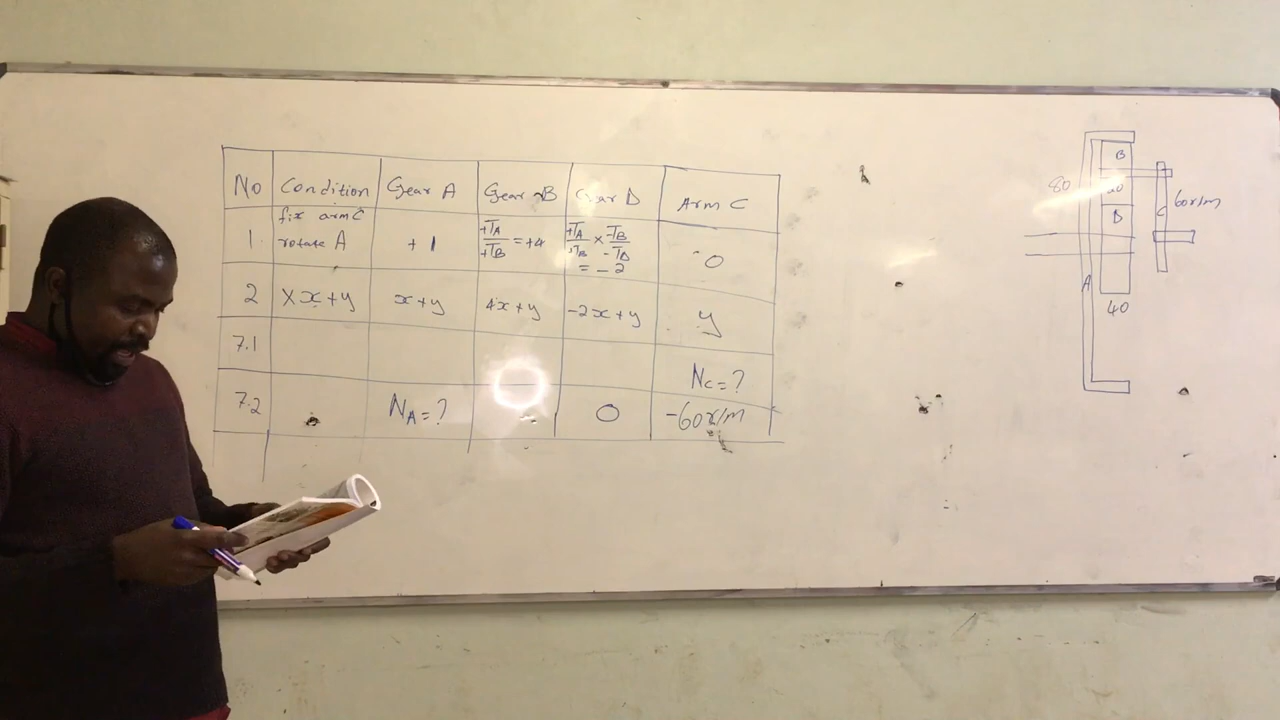 No Condition Gear A Gear B Gear D Arm C
1. fix arm C
rotate A
+ 1
+TA/+TB = +4
+TA/+TB × -TB/-TD
= - 2
0
2 × x + y x + y 4x + y -2x + y y
7.1 Nc = ?
7.2 NA = ? 0 -60r/m
B
80
20
D
C
60r/m
A
40